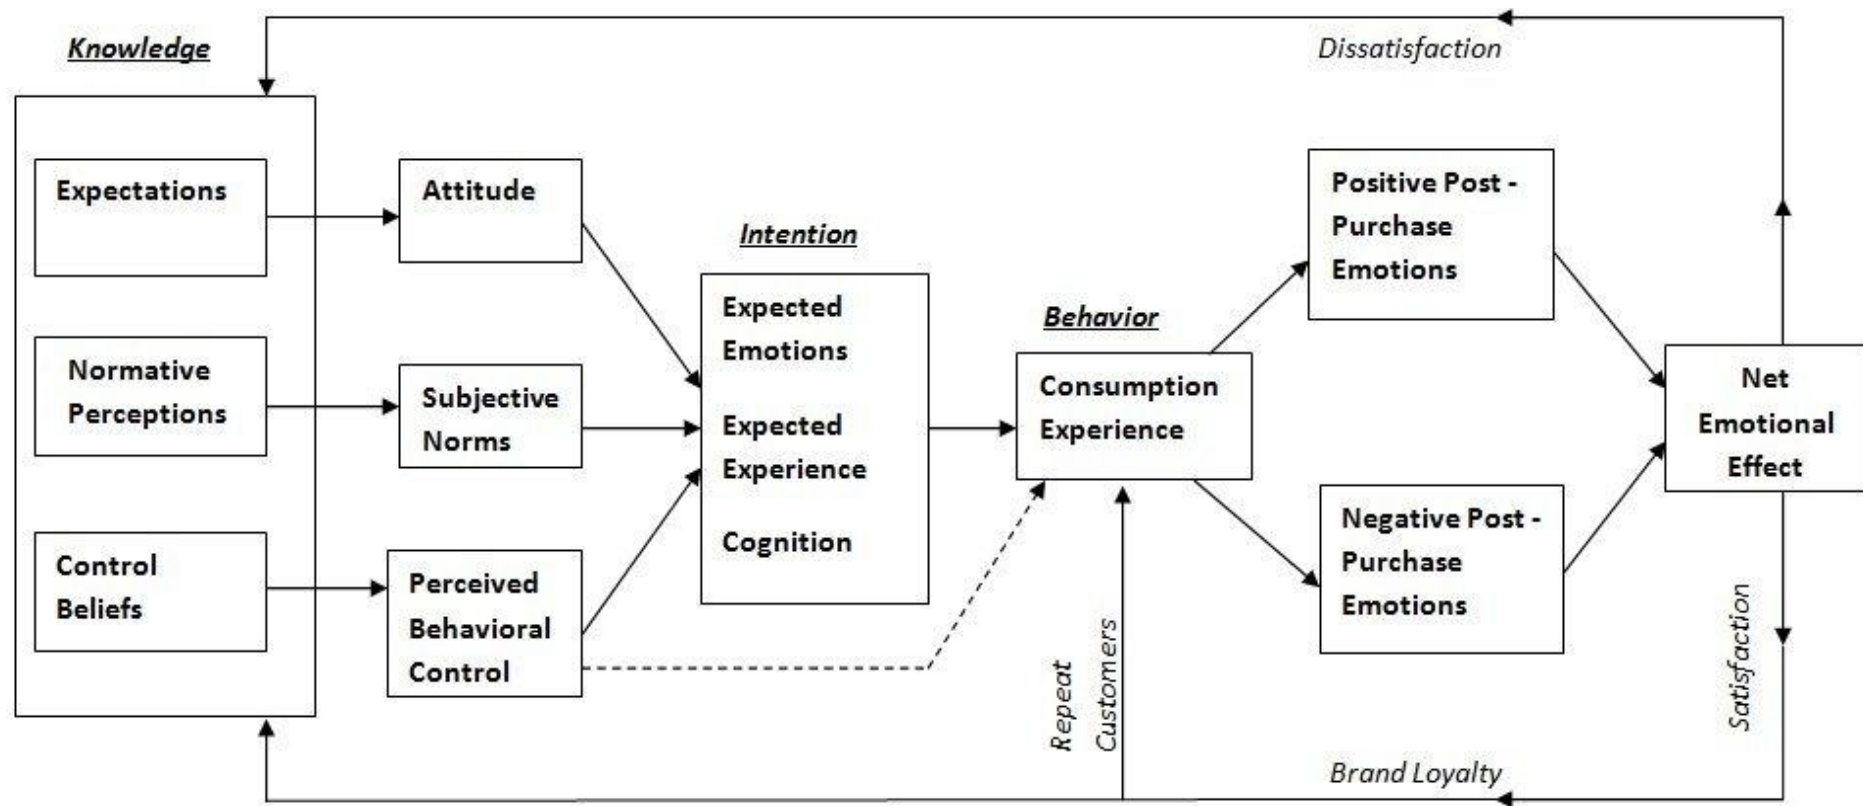 Knowledge
Dissatisfaction
Expectations
Attitude
Intention
Positive Post -
Purchase
Emotions
Normative
Perceptions
Subjective
Norms
Expected
Emotions
Expected
Experience
Cognition
Behavior
Consumption
Experience
Net
Emotional
Effect
Control
Beliefs
Perceived
Behavioral
Control
Negative Post -
Purchase
Emotions
Repeat
Customers
Satisfaction
Brand Loyalty